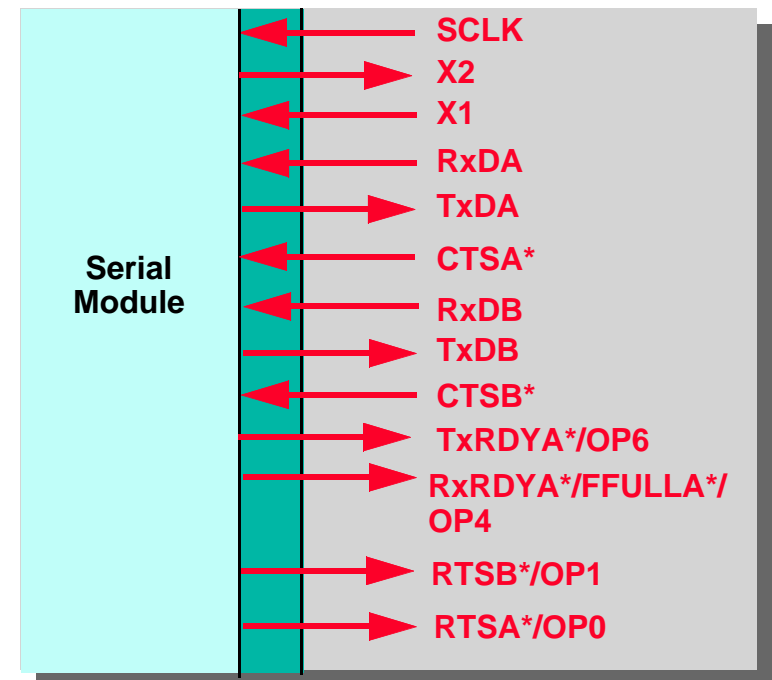 SCLK
X2
X1
RxDA
TxDA
Serial
Module
CTSA*
RxDB
TxDB
CTSB*
TxRDYA*/OP6
RxRDYA*/FFULLA*/
OP4
RTSB*/OP1
RTSA*/OP0